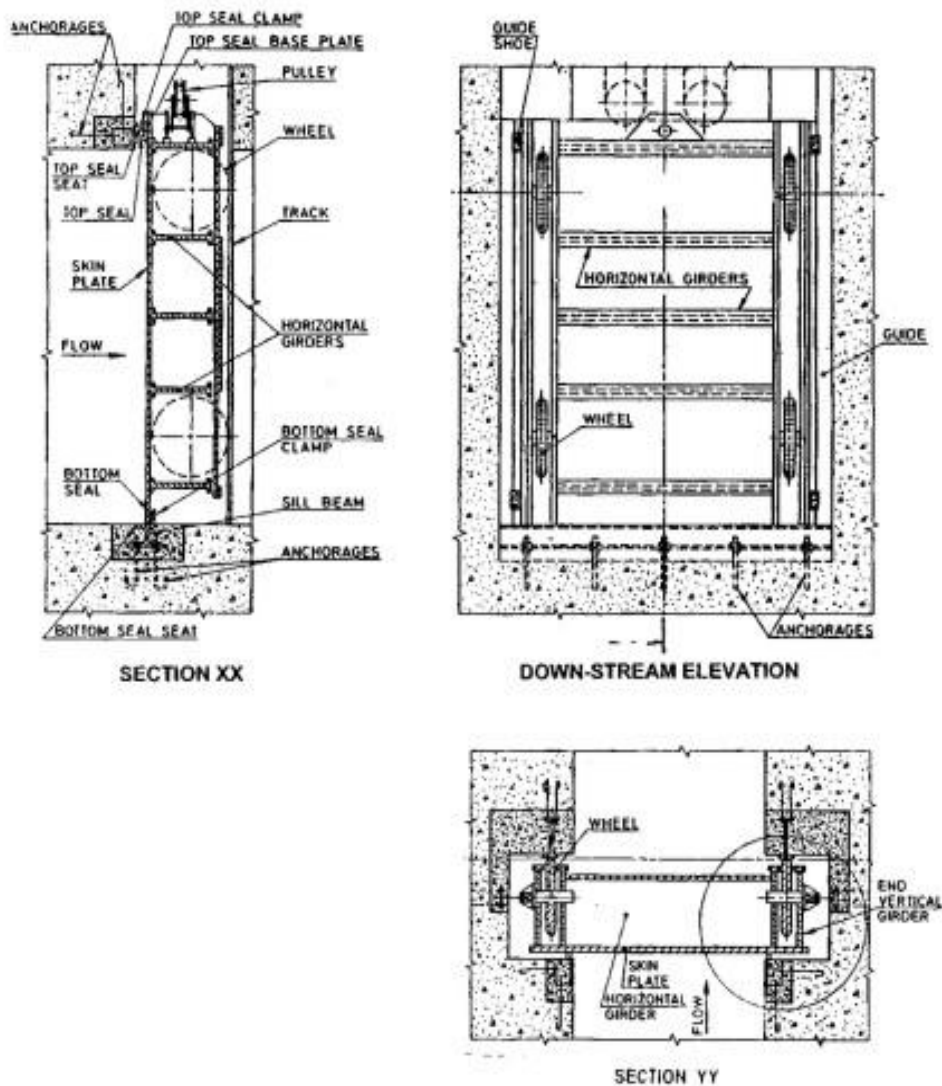 TOP SEAL CLAMP
ANCHORAGES
TOP SEAL BASE PLATE
PULLEY
WHEEL
TOP SEAL
SEAT
TOP SEAL
TRACK
SKIN
PLATE
HORIZONTAL
GIRDERS
FLOW
BOTTOM SEAL
CLAMP
BOTTOM
SEAL
SILL BEAM
ANCHORAGES
BOTTOM SEAL SEAT
SECTION XX
GUIDE
SHOE
HORIZONTAL GIRDERS
GUIDE
WHEEL
ANCHORAGES
DOWN-STREAM ELEVATION
WHEEL
END
VERTICAL
GIRDER
SKIN
PLATE
HORIZONTAL
GIRDER
FLOW
SECTION YY